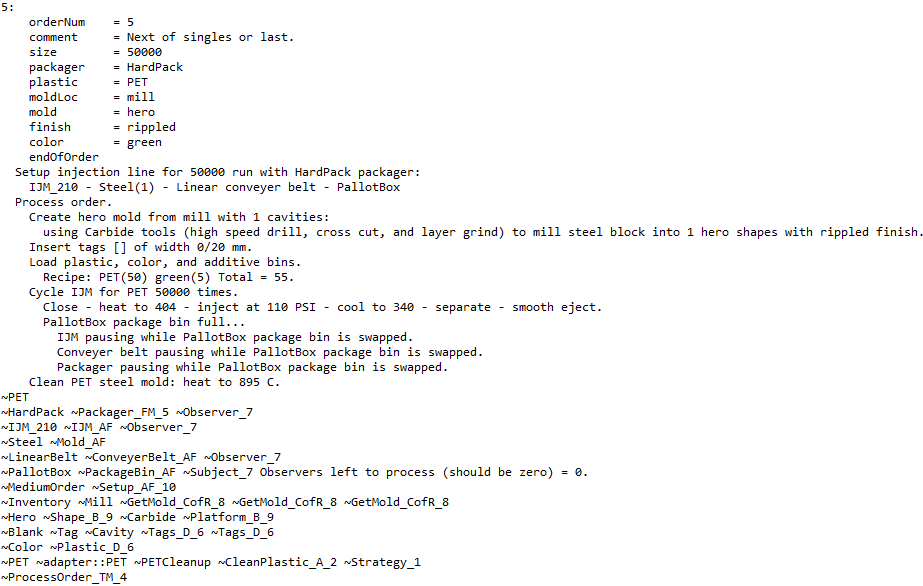 5:
    orderNum    = 5
    comment     = Next of singles or last.
    size        = 50000
    packager    = HardPack
    plastic     = PET
    moldLoc     = mill
    mold        = hero
    finish      = rippled
    color       = green
    endOfOrder
  Setup injection line for 50000 run with HardPack packager:
    IJM_210 - Steel(1) - Linear conveyer belt - PallotBox
  Process order.
    Create hero mold from mill with 1 cavities:
      using Carbide tools (high speed drill, cross cut, and layer grind) to mill steel block into 1 hero shapes with rippled finish.
    Insert tags [] of width 0/20 mm.
    Load plastic, color, and additive bins.
      Recipe: PET(50) green(5) Total = 55.
    Cycle IJM for PET 50000 times.
      Close - heat to 404 - inject at 110 PSI - cool to 340 - separate - smooth eject.
      PallotBox package bin full...
        IJM pausing while PallotBox package bin is swapped.
        Conveyer belt pausing while PallotBox package bin is swapped.
        Packager pausing while PallotBox package bin is swapped.
    Clean PET steel mold: heat to 895 C.
~PET
~HardPack ~Packager_FM_5 ~Observer_7
~IJM_210 ~IJM_AF ~Observer_7
~Steel ~Mold_AF
~LinearBelt ~ConveyerBelt_AF ~Observer_7
~PallotBox ~PackageBin_AF ~Subject_7 Observers left to process (should be zero) = 0.
~MediumOrder ~Setup_AF_10
~Inventory ~Mill ~GetMold_CofR_8 ~GetMold_CofR_8 ~GetMold_CofR_8
~Hero ~Shape_B_9 ~Carbide ~Platform_B_9
~Blank ~Tag ~Cavity ~Tags_D_6 ~Tags_D_6
~Color ~Plastic_D_6
~PET ~adapter::PET ~PETCleanup ~CleanPlastic_A_2 ~Strategy_1
~ProcessOrder_TM_4